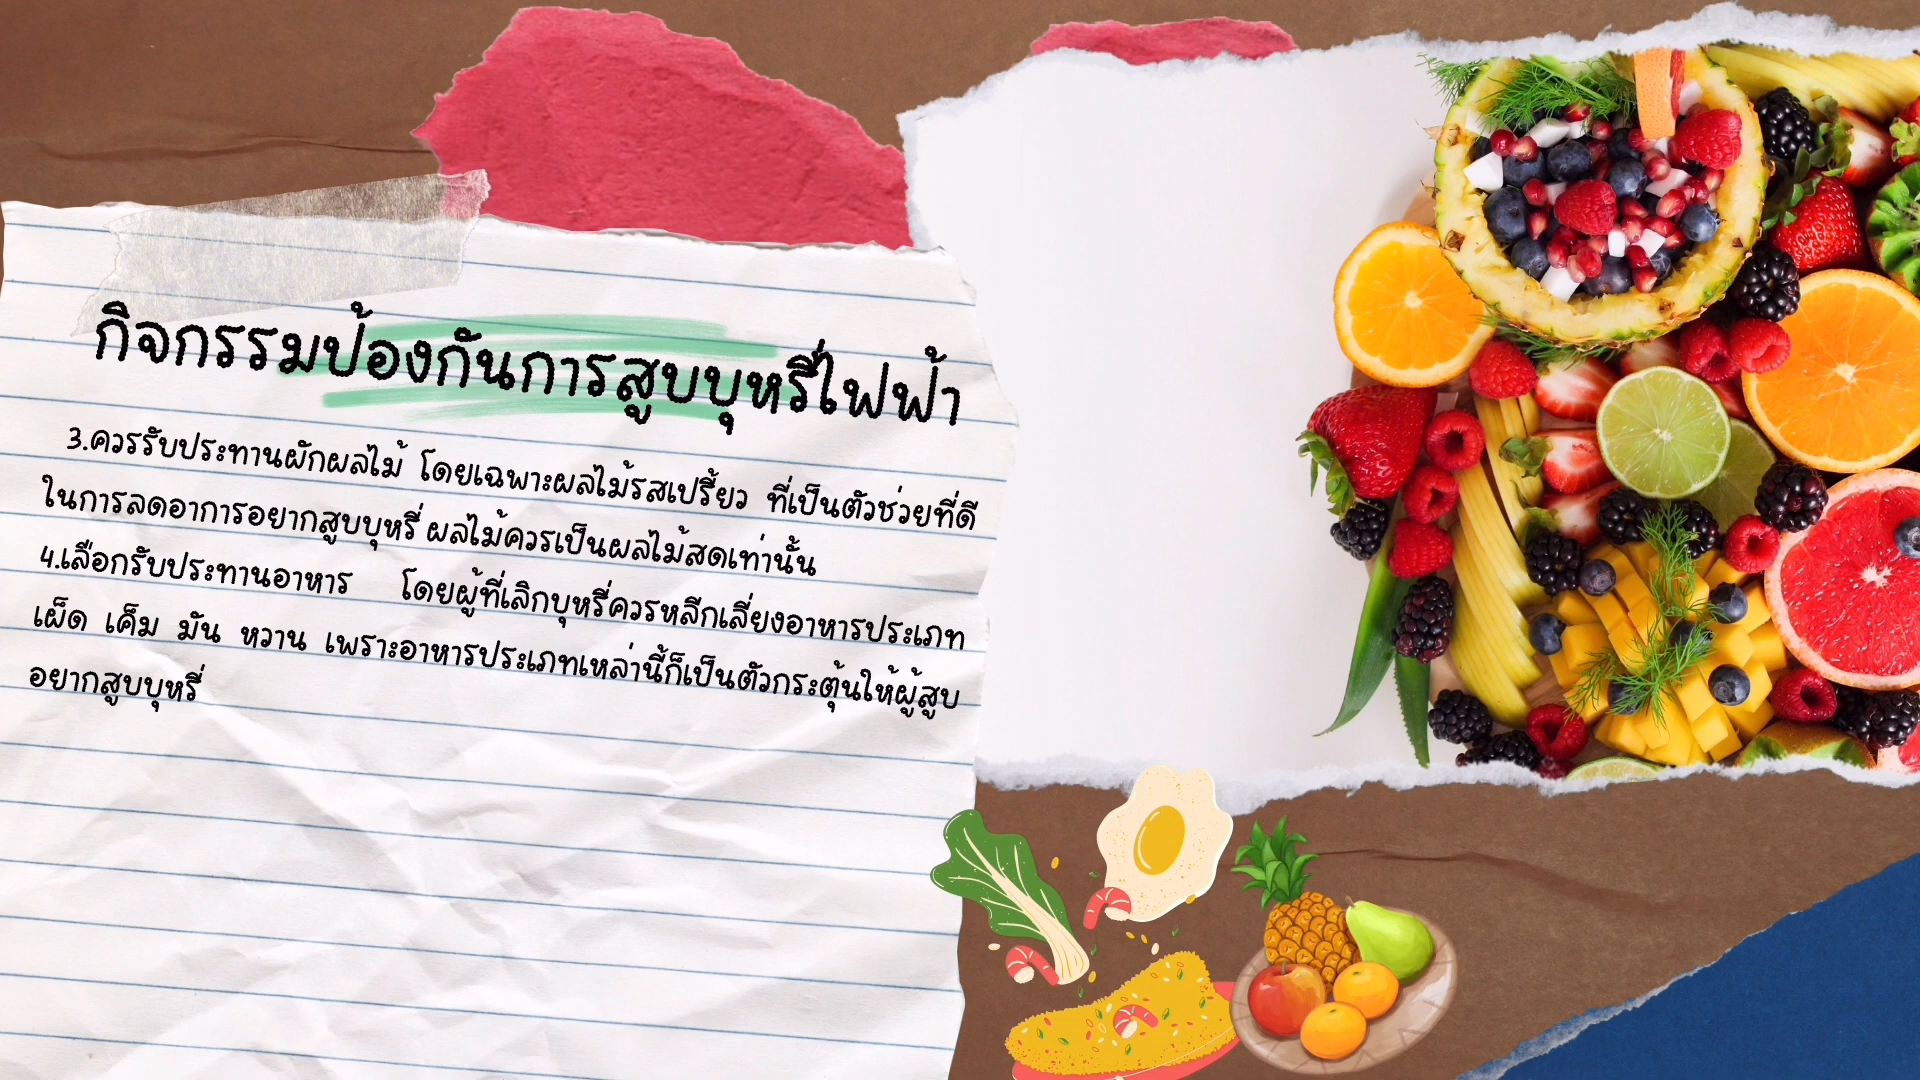 กิจกรรมป้องกันการสูบบุหรี่ไฟฟ้า
3.ควรรับประทานผักผลไม้ โดยเฉพาะผลไม้รสเปรี้ยว ที่เป็นตัวช่วยที่ดี
ในการลดอาการอยากสูบบุหรี่ ผลไม้ควรเป็นผลไม้สดเท่านั้น
4.เลือกรับประทานอาหาร โดยผู้ที่เลิกบุหรี่ควรหลีกเลี่ยงอาหารประเภท
เผ็ด เค็ม มัน หวาน เพราะอาหารประเภทเหล่านี้ก็เป็นตัวกระตุ้นให้ผู้สูบ
อยากสูบบุหรี่